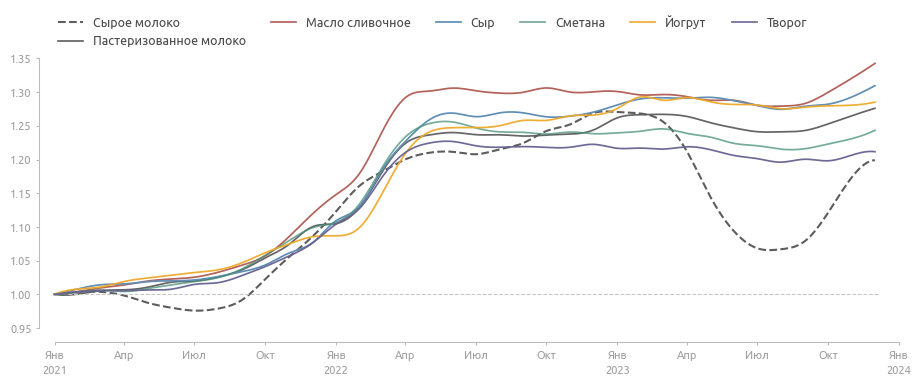 Сырое молоко Масло сливочное Сыр Сметана Йогрут Творог
Пастеризованное молоко
1.35
1.30
1.25
1.20
1.15
1.10
1.05
1.00
0.95
Янв Апр Июл Окт Янв Апр Июл Окт Янв Апр Июл Окт Янв
2021 2022 2023 2024